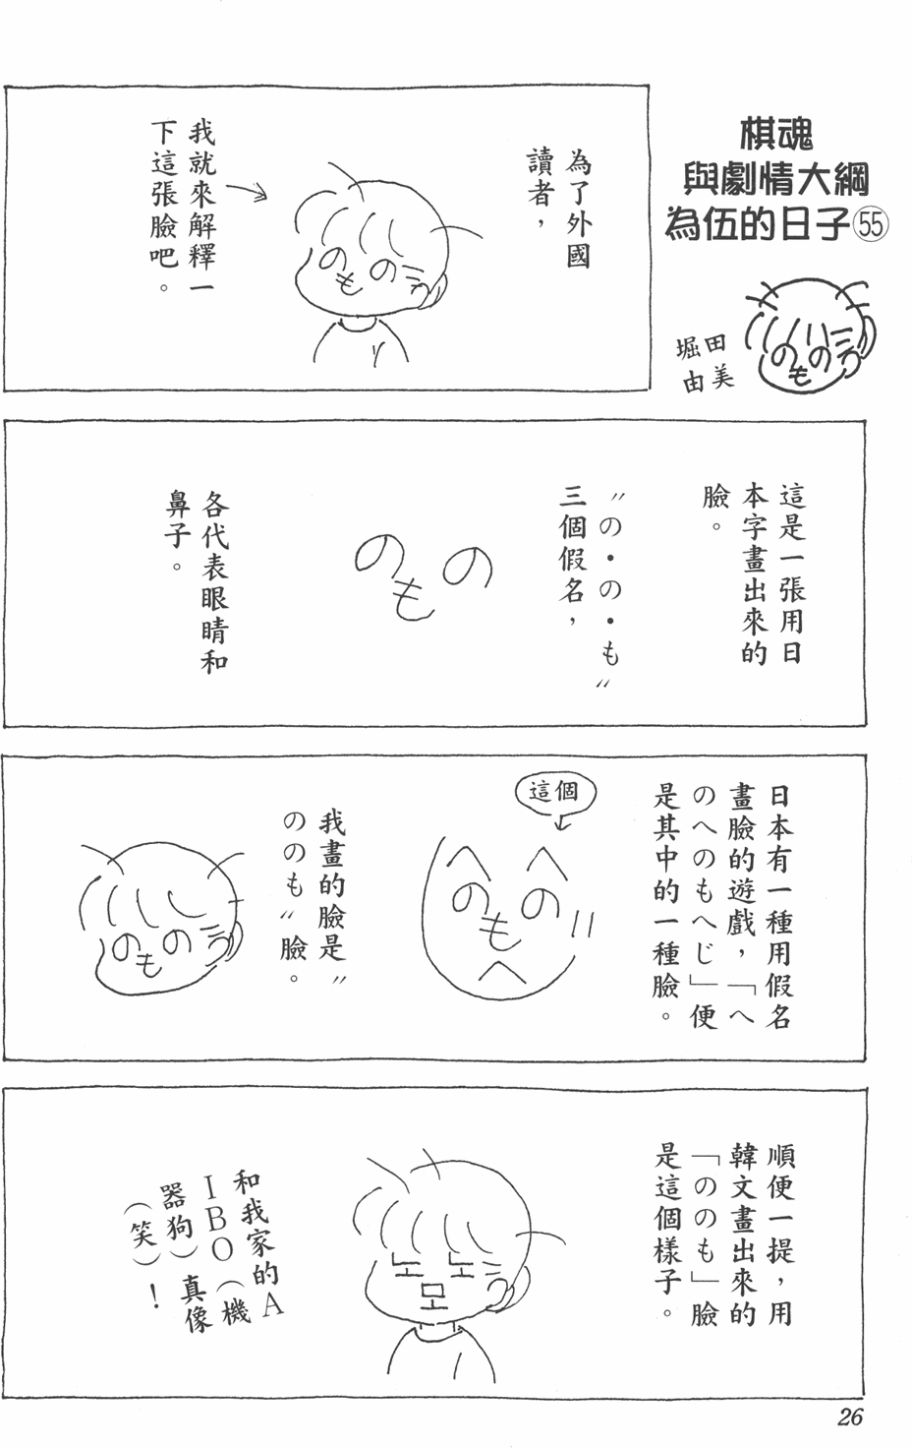 棋魂
與劇情大綱
為伍的日子55
堀田
由美
のの
も
為了外國
讀者，
のの
も
我就來解釋一
下這張臉吧。
這是一張用日
本字畫出來的
臉。
〝の・の・も〞
三個假名，
のの
も
各代表眼睛和
鼻子。
日本有一種用假名
畫臉的遊戲，「へ
のへのもへじ」便
是其中的一種臉。
這個
へへ
のの
も
へ
我畫的臉是〝
ののも〞臉。
のの
も
順便一提，用
韓文畫出來的
「ののも」臉
是這個樣子。
노노
모
和我家的A
IBO（機
器狗）真像
（笑）！
26